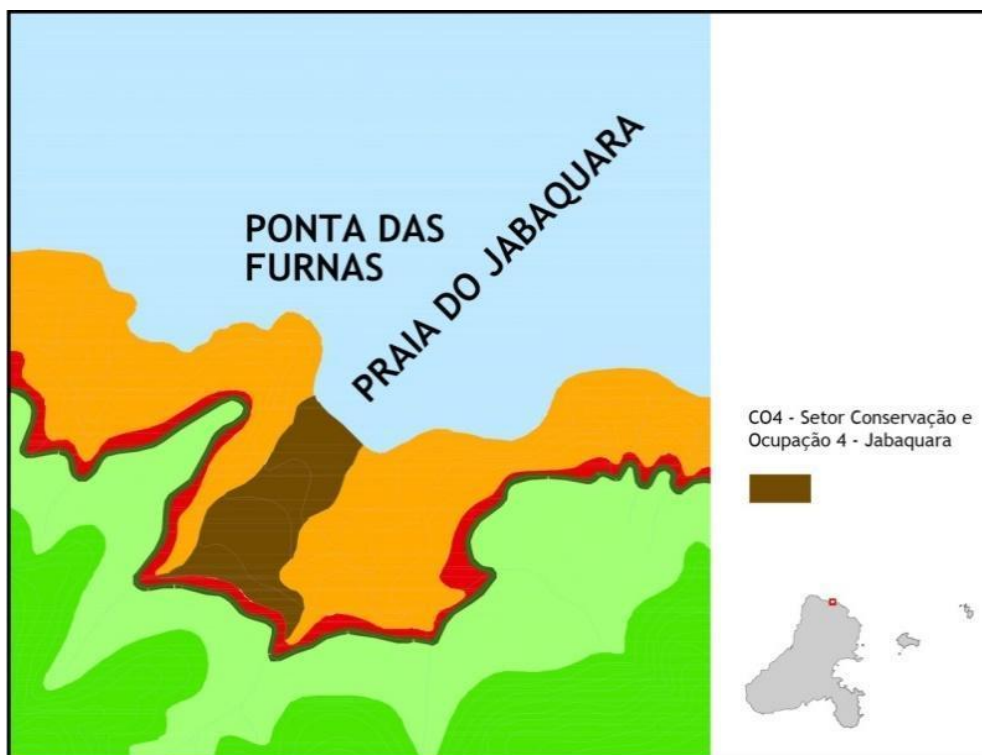 PONTA DAS
FURNAS
PRAIA DO JABAQUARA
CO4 - Setor Conservação e
Ocupação 4 - Jabaquara